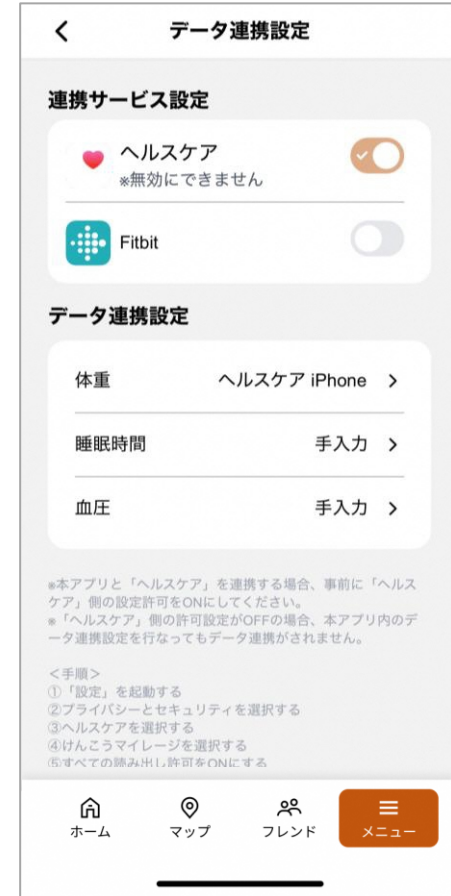 データ連携設定
連携サービス設定
ヘルスケア
※無効にできません
Fitbit
データ連携設定
体重 ヘルスケア iPhone
睡眠時間 手入力
血圧 手入力
※本アプリと「ヘルスケア」を連携する場合、事前に「ヘルス
ケア」側の設定許可をONにしてください。
※「ヘルスケア」側の許可設定がOFFの場合、本アプリ内のデ
ータ連携設定を行なってもデータ連携がされません。
＜手順＞
①「設定」を起動する
②プライバシーとセキュリティを選択する
③ヘルスケアを選択する
④けんこうマイレージを選択する
⑤すべての読み出し許可をONにする
ホーム マップ フレンド メニュー